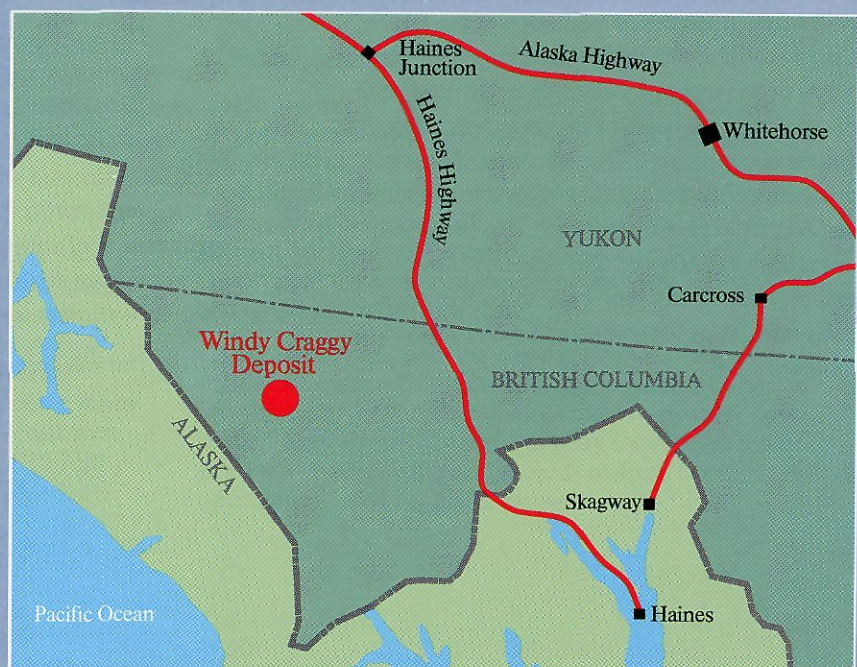 Haines
Junction
Alaska Highway
Haines Highway
Whitehorse
YUKON
Carcross
Windy Craggy
Deposit
BRITISH COLUMBIA
ALASKA
Skagway
Pacific Ocean
Haines